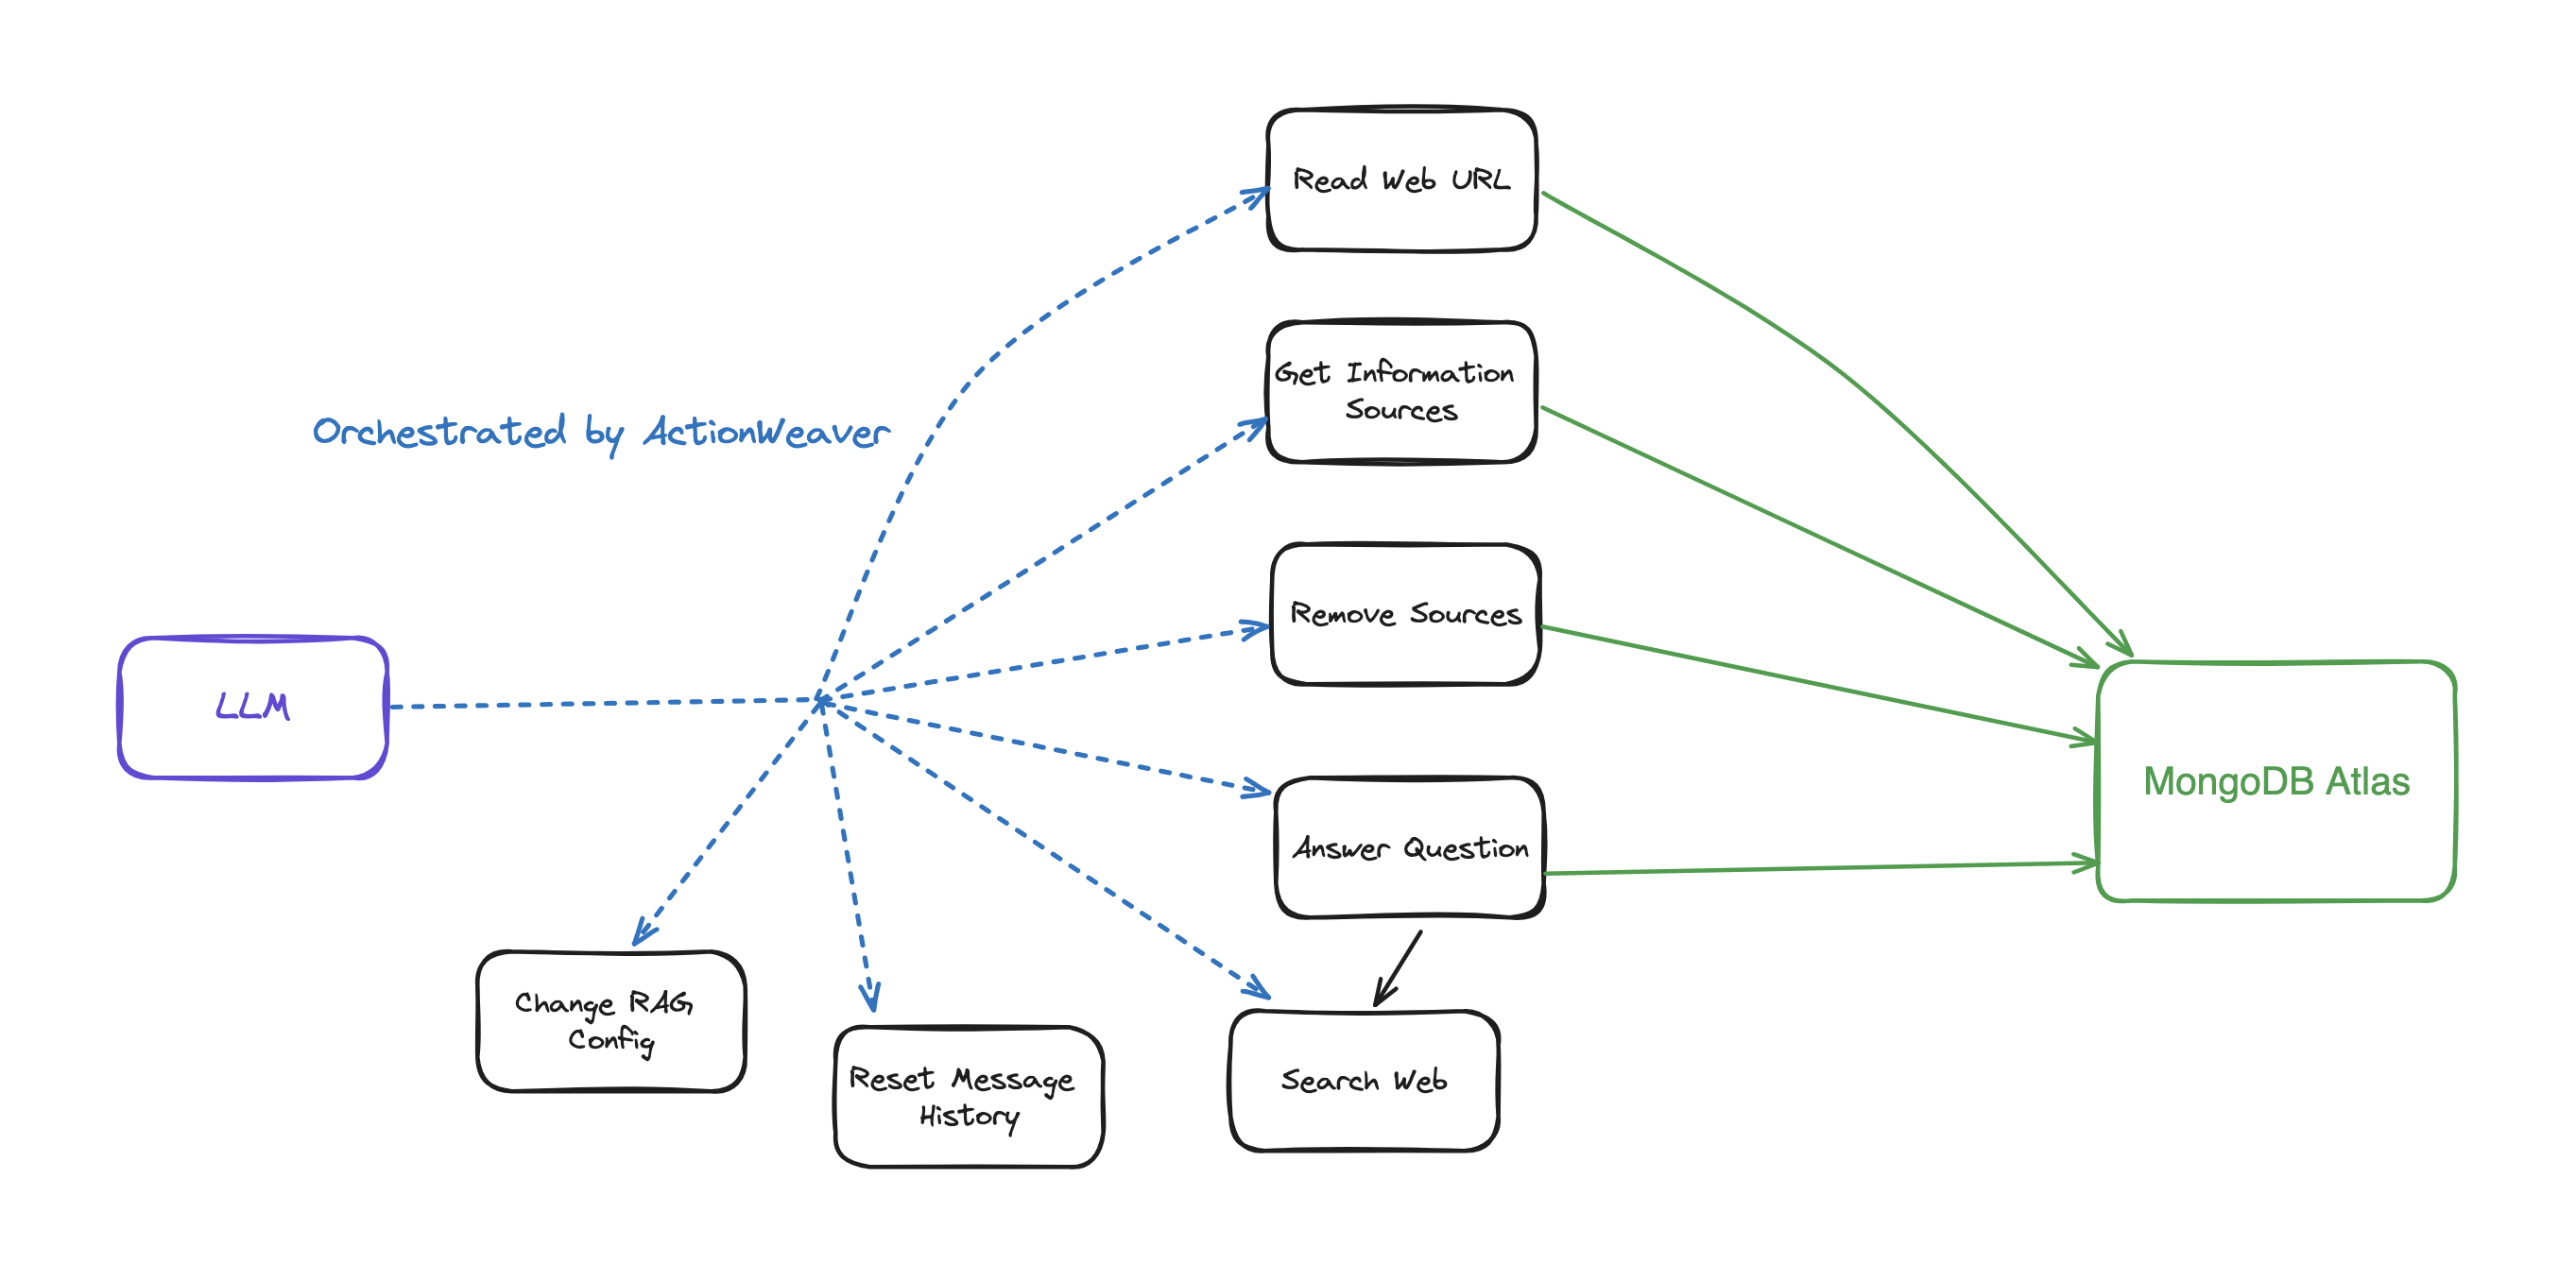 Read Web URL
Get Information
Sources
Orchestrated by ActionWeaver
Remove Sources
LLM
MongoDB Atlas
Answer Question
Change RAG
Config
Reset Message
History
Search Web